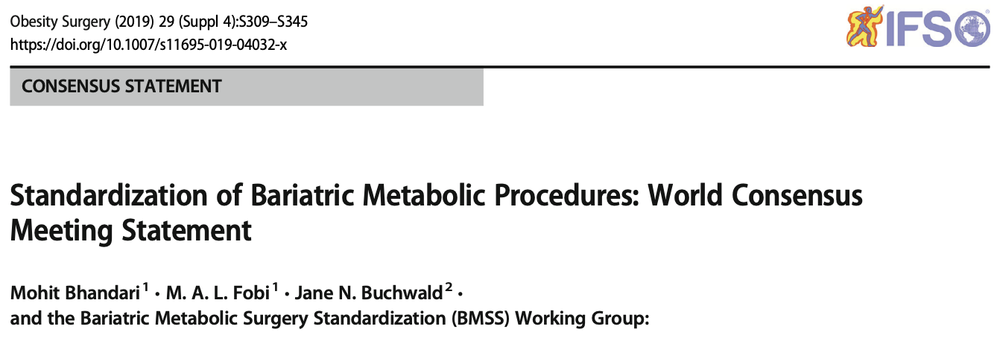 Obesity Surgery (2019) 29 (Suppl 4):S309–S345
https://doi.org/10.1007/s11695-019-04032-x
IFSO®
CONSENSUS STATEMENT
Standardization of Bariatric Metabolic Procedures: World Consensus
Meeting Statement
Mohit Bhandari 1 · M. A. L. Fobi 1 · Jane N. Buchwald 2 ·
and the Bariatric Metabolic Surgery Standardization (BMSS) Working Group: